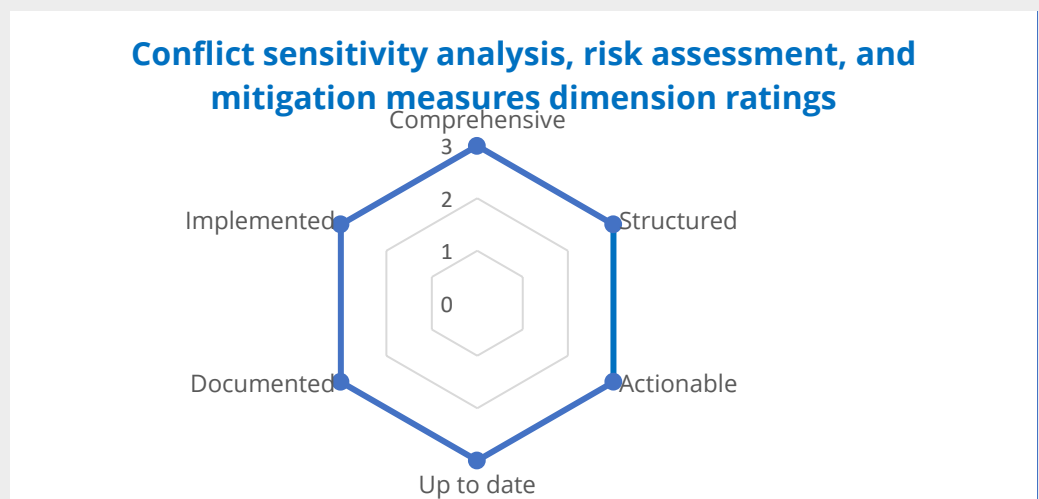 Conflict sensitivity analysis, risk assessment, and
mitigation measures dimension ratings
Comprehensive
3
2
1
0
Implemented
Structured
Documented
Actionable
Up to date